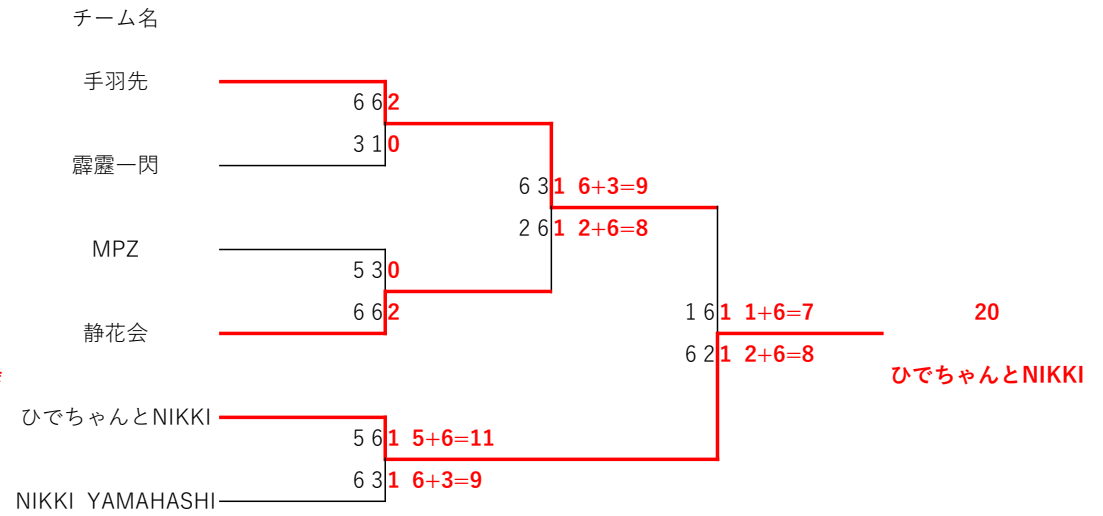 チーム名
手羽先
6 6 2
3 1 0
霹靂一閃
6 3 1 6+3=9
2 6 1 2+6=8
MPZ
5 3 0
6 6 2
静花会
1 6 1 1+6=7
20
6 2 1 2+6=8
ひでちゃんとNIKKI
ひでちゃんとNIKKI
5 6 1 5+6=11
6 3 1 6+3=9
NIKKI YAMAHASHI